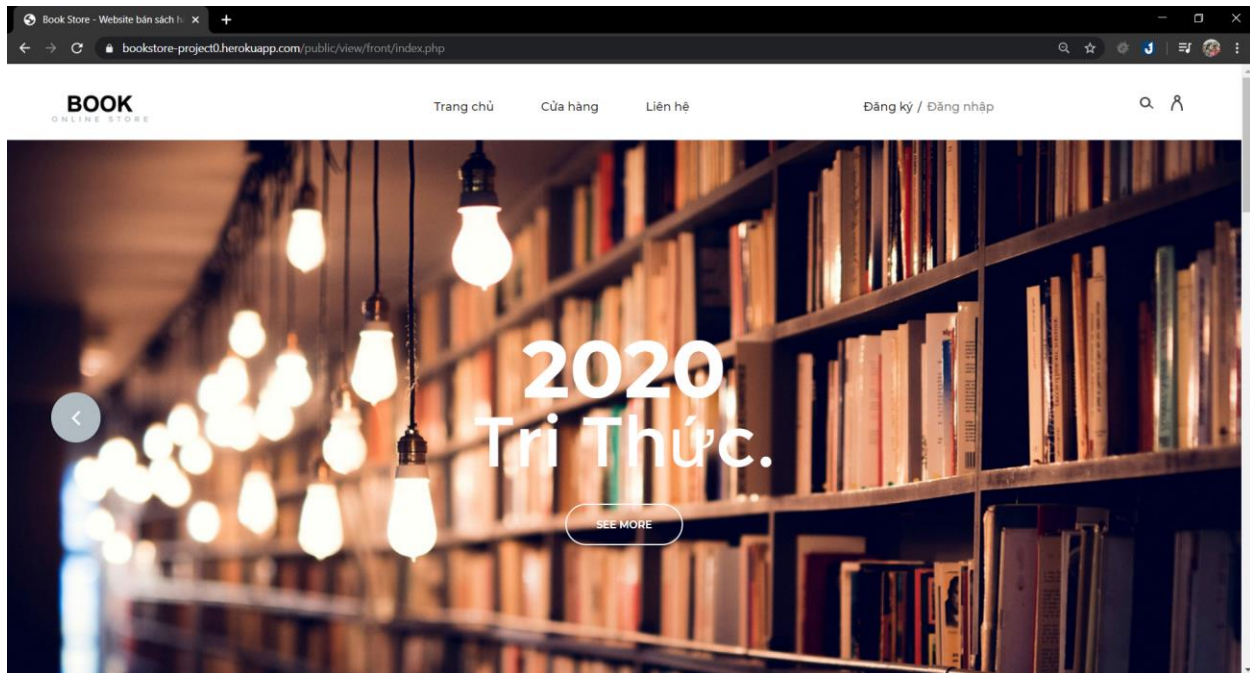 Book Store - Website bán sách h
bookstore-project0.herokuapp.com/public/view/front/index.php
BOOK
ONLINE STORE
Trang chủ
Cửa hàng
Liên hệ
Đăng ký / Đăng nhập
2020
Tri Thức.
SEE MORE